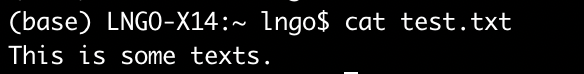 (base) LNGO-X14:~ lngo$ cat test.txt
This is some texts.